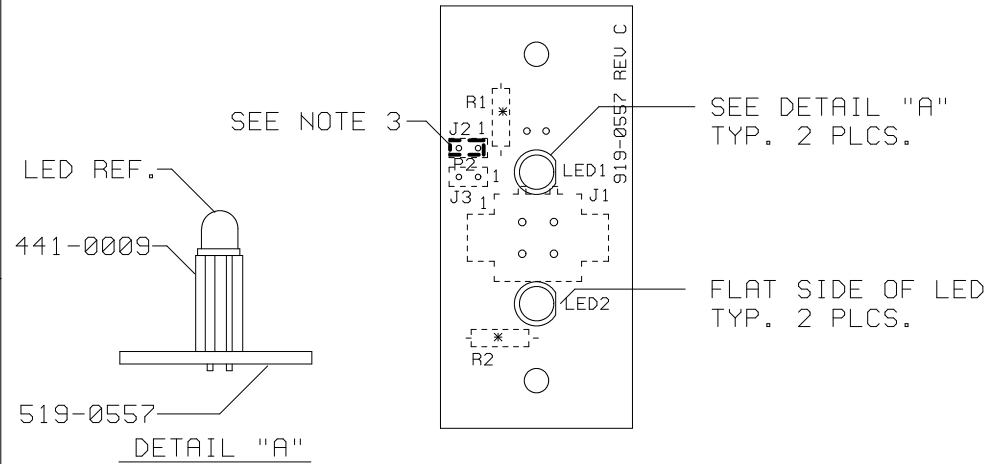 919-0557 REV C
R1
SEE NOTE 3
J2 1
P2
1
J3
1
LED1
J1
SEE DETAIL "A"
TYP. 2 PLCS.
LED REF.
441-0009
LED2
FLAT SIDE OF LED
TYP. 2 PLCS.
R2
519-0557
DETAIL "A"